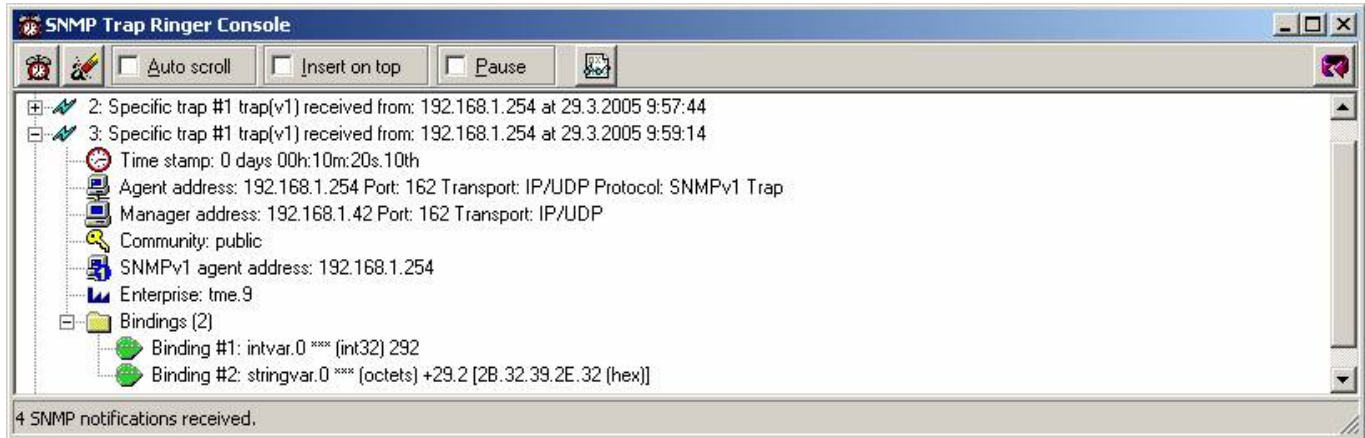 SNMP Trap Ringer Console
Auto scroll Insert on top Pause
2: Specific trap #1 trap(v1) received from: 192.168.1.254 at 29.3.2005 9:57:44
3: Specific trap #1 trap(v1) received from: 192.168.1.254 at 29.3.2005 9:59:14
Time stamp: 0 days 00h:10m:20s.10th
Agent address: 192.168.1.254 Port: 162 Transport: IP/UDP Protocol: SNMPv1 Trap
Manager address: 192.168.1.42 Port: 162 Transport: IP/UDP
Community: public
SNMPv1 agent address: 192.168.1.254
Enterprise: tme.9
Bindings (2)
Binding #1: intvar.0 *** (int32) 292
Binding #2: stringvar.0 *** (octets) +29.2 [2B.32.39.2E.32 (hex)]
4 SNMP notifications received.